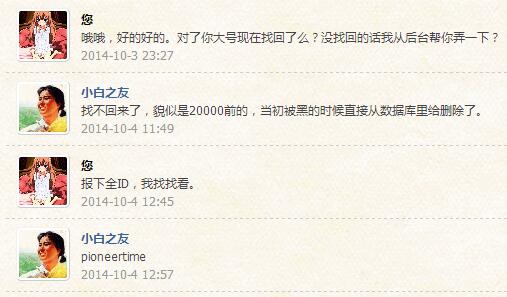 您
哦哦，好的好的。对了你大号现在找回了么？没找回的话我从后台帮你弄一下？
2014-10-3 23:27
小白之友
找不回来了，貌似是20000前的，当初被黑的时候直接从数据库里给删除了。
2014-10-4 11:49
您
报下全ID，我找找看。
2014-10-4 12:45
小白之友
pioneertime
2014-10-4 12:57